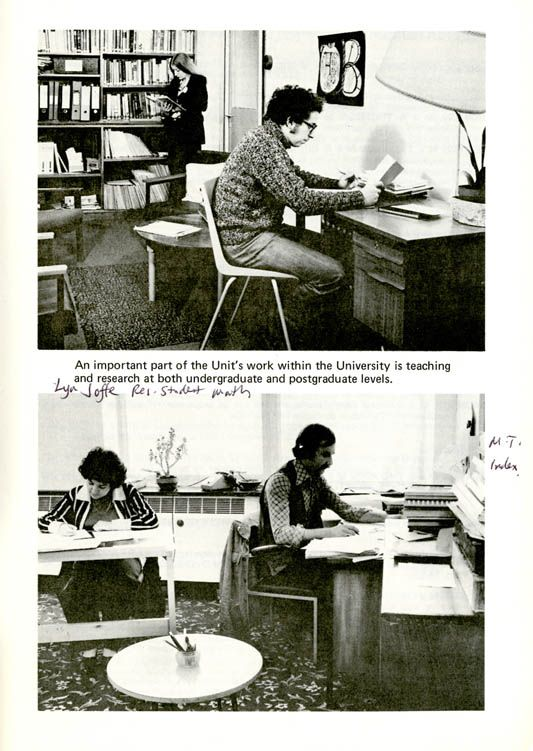 An important part of the Unit's work within the University is teaching
and research at both undergraduate and postgraduate levels.
Lyn Joffe Res. Student math
M.T.
Index